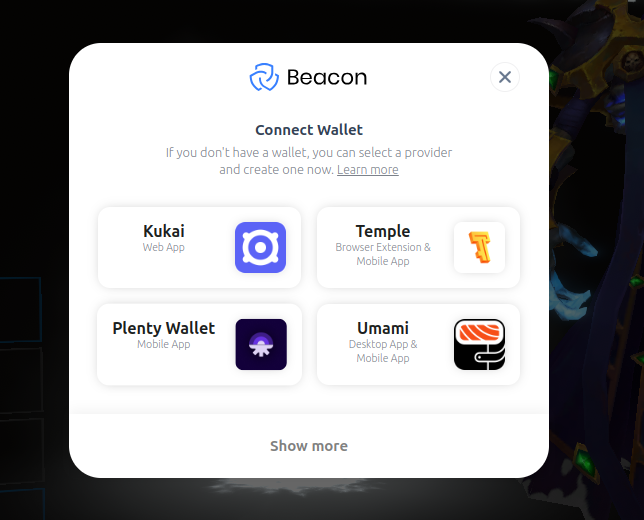 Beacon
Connect Wallet
If you don't have a wallet, you can select a provider
and create one now. Learn more
Kukai
Web App
Temple
Browser Extension &
Mobile App
Plenty Wallet
Mobile App
Umami
Desktop App &
Mobile App
Show more